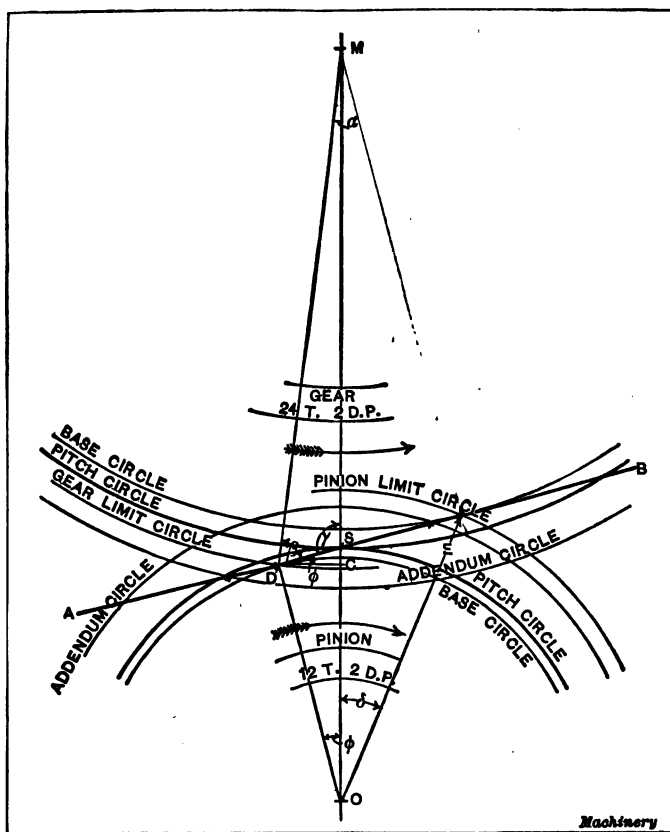 M
α
GEAR
24 T. 2 D.P.
BASE CIRCLE
PITCH CIRCLE
GEAR LIMIT CIRCLE
PINION LIMIT CIRCLE
B
S
C
D
φ
A
ADDENDUM CIRCLE
ADDENDUM CIRCLE
PITCH CIRCLE
BASE CIRCLE
PINION
12 T. 2 D.P.
δ
φ
O
Machinery